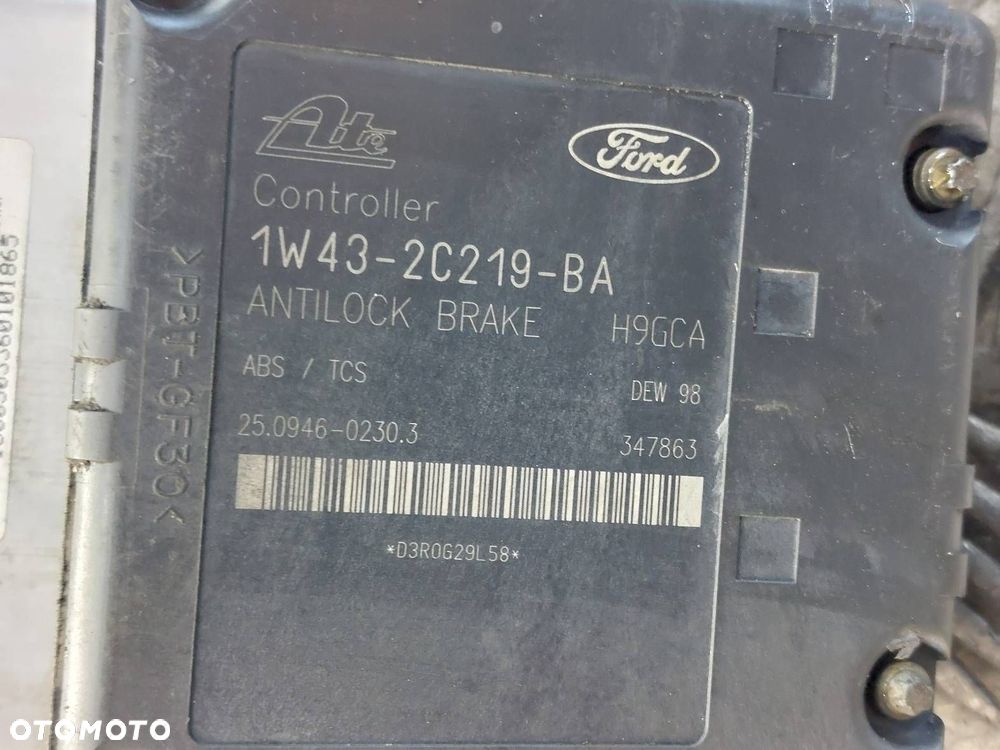 Ate
Ford
Controller
1W43-2C219-BA
ANTILOCK BRAKE H9GCA
ABS / TCS DEW 98
25.0946-0230.3 347863
*D3R0G29L58*
>PBT-GF30<
OTOMOTO